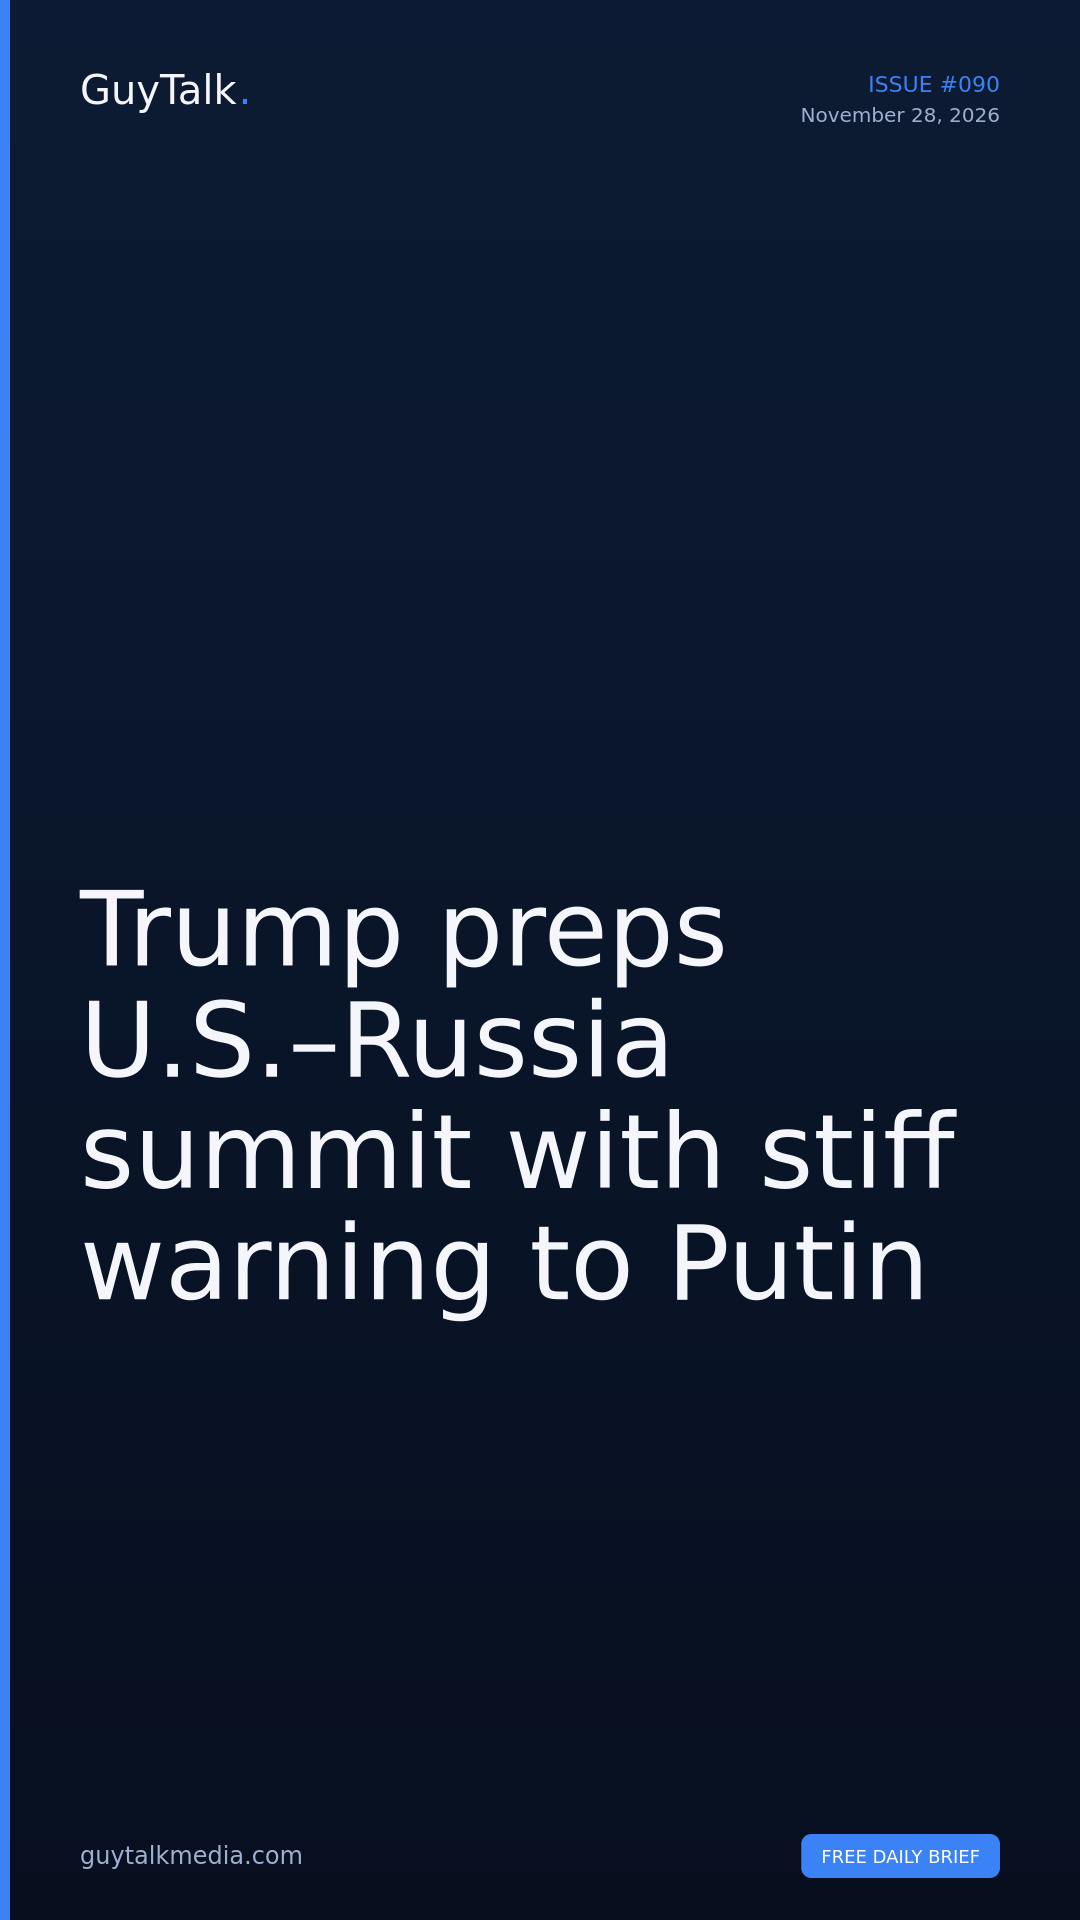 GuyTalk.
ISSUE #090
November 28, 2026
Trump preps
U.S.–Russia
summit with stiff
warning to Putin
guytalkmedia.com
FREE DAILY BRIEF